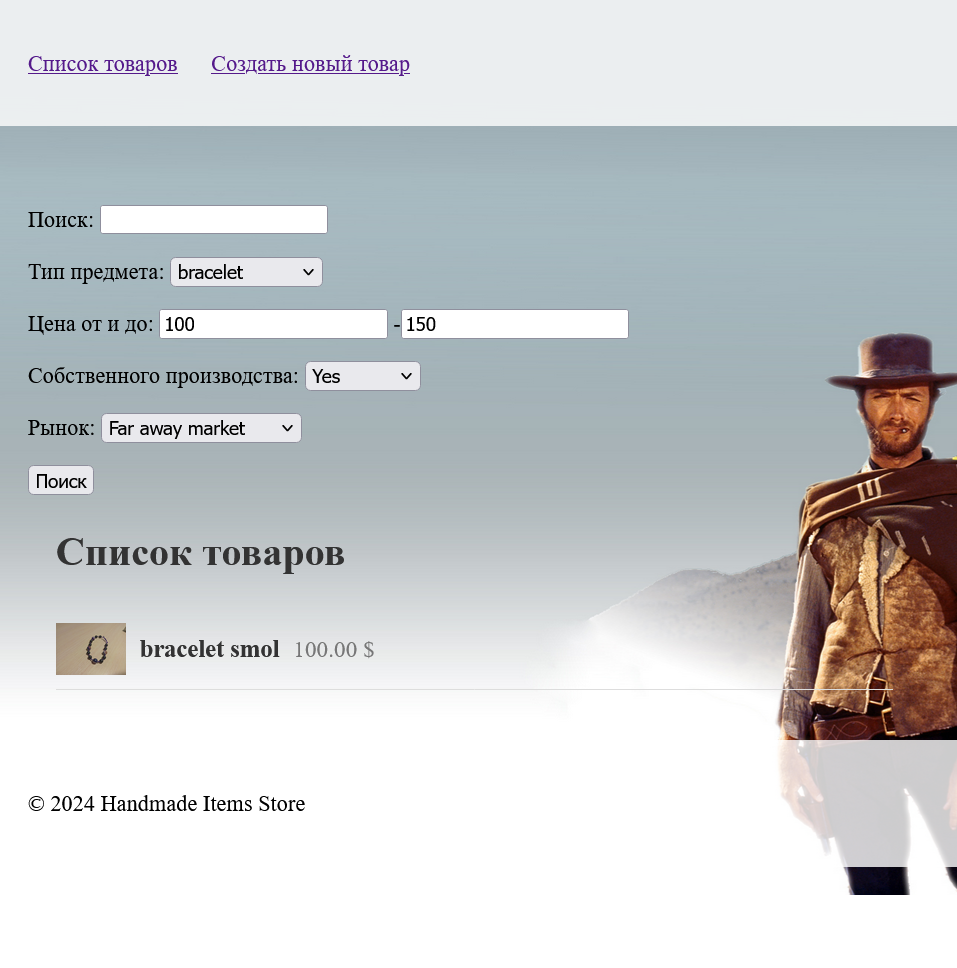 Список товаров Создать новый товар
Поиск:
Тип предмета: bracelet
Цена от и до: 100 - 150
Собственного производства: Yes
Рынок: Far away market
Поиск
Список товаров
bracelet smol 100.00 $
© 2024 Handmade Items Store